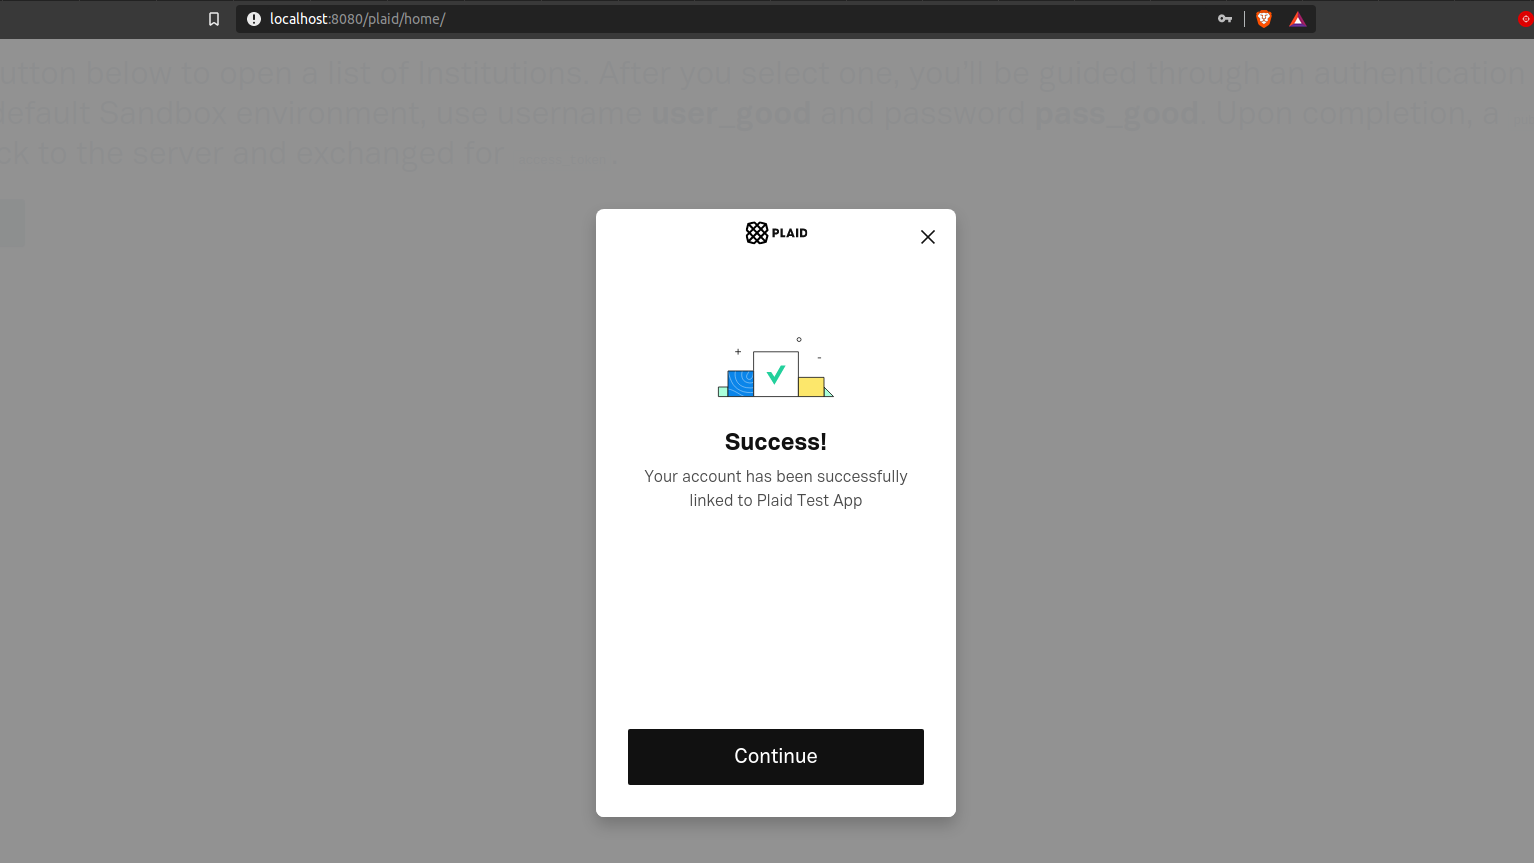 localhost:8080/plaid/home/
utton below to open a list of Institutions. After you select one, you'll be guided through an authentication
default Sandbox environment, use username user_good and password pass_good. Upon completion, a
ck to the server and exchanged for
PLAID
Success!
Your account has been successfully
linked to Plaid Test App
Continue